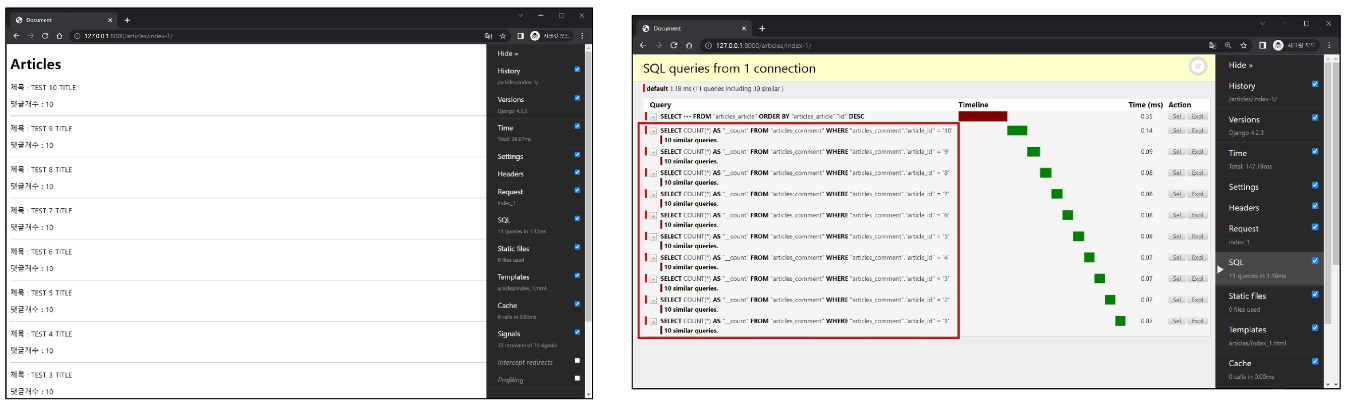 Document
127.0.0.1:8000/articles/index-1/
시크릿 모드
Articles
제목 : TEST 10 TITLE
댓글개수 : 10
제목 : TEST 9 TITLE
댓글개수 : 10
제목 : TEST 8 TITLE
댓글개수 : 10
제목 : TEST 7 TITLE
댓글개수 : 10
제목 : TEST 6 TITLE
댓글개수 : 10
제목 : TEST 5 TITLE
댓글개수 : 10
제목 : TEST 4 TITLE
댓글개수 : 10
제목 : TEST 3 TITLE
댓글개수 : 10
Hide »
History
/articles/index-1/
Versions
Django 4.2.3
Time
Settings
Headers
Request
index_1
SQL
11 queries in 1.32ms
Static files
0 files used
Templates
articles/index_1.html
Cache
0 calls in 0.00ms
Signals
Intercept redirects
Profiling
Document
127.0.0.1:8000/articles/index-1/
시크릿 모드
SQL queries from 1 connection
default 1.18 ms (11 queries including 10 similar )
Query Timeline Time (ms) Action
SELECT ••• FROM "articles_article" ORDER BY "articles_article"."id" DESC 0.35 Sel Expl
SELECT COUNT(*) AS "__count" FROM "articles_comment" WHERE "articles_comment"."article_id" = '10' 0.14 Sel Expl
10 similar queries.
SELECT COUNT(*) AS "__count" FROM "articles_comment" WHERE "articles_comment"."article_id" = '9' 0.09 Sel Expl
10 similar queries.
SELECT COUNT(*) AS "__count" FROM "articles_comment" WHERE "articles_comment"."article_id" = '8' 0.08 Sel Expl
10 similar queries.
SELECT COUNT(*) AS "__count" FROM "articles_comment" WHERE "articles_comment"."article_id" = '7' 0.08 Sel Expl
10 similar queries.
SELECT COUNT(*) AS "__count" FROM "articles_comment" WHERE "articles_comment"."article_id" = '6' 0.08 Sel Expl
10 similar queries.
SELECT COUNT(*) AS "__count" FROM "articles_comment" WHERE "articles_comment"."article_id" = '5' 0.08 Sel Expl
10 similar queries.
SELECT COUNT(*) AS "__count" FROM "articles_comment" WHERE "articles_comment"."article_id" = '4' 0.07 Sel Expl
10 similar queries.
SELECT COUNT(*) AS "__count" FROM "articles_comment" WHERE "articles_comment"."article_id" = '3' 0.07 Sel Expl
10 similar queries.
SELECT COUNT(*) AS "__count" FROM "articles_comment" WHERE "articles_comment"."article_id" = '2' 0.07 Sel Expl
10 similar queries.
SELECT COUNT(*) AS "__count" FROM "articles_comment" WHERE "articles_comment"."article_id" = '1' 0.07 Sel Expl
10 similar queries.
Hide »
History
/articles/index-1/
Versions
Django 4.2.3
Time
Total: 147.19ms
Settings
Headers
Request
index_1
SQL
Static files
0 files used
Templates
articles/index_1.html
Cache
0 calls in 0.00ms